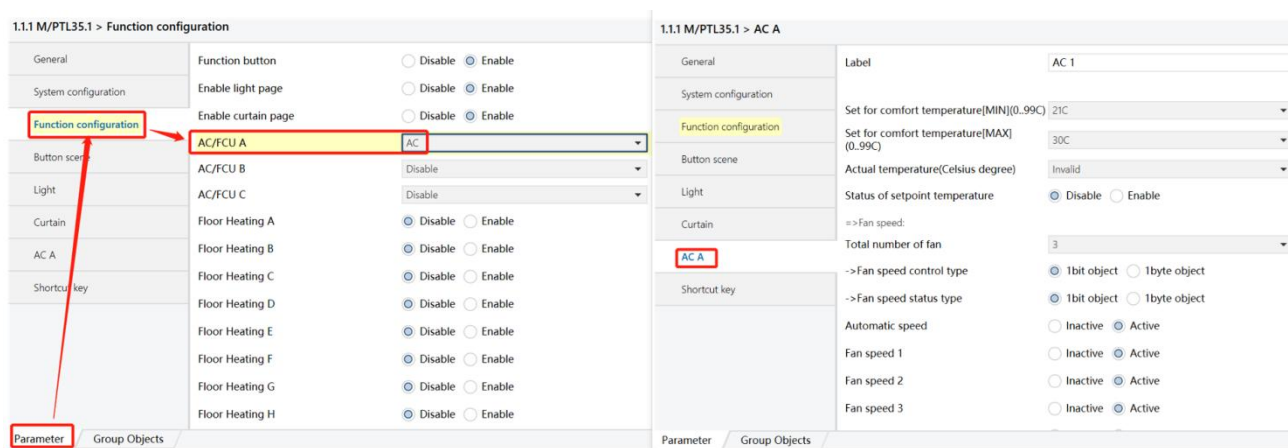 1.1.1 M/PTL35.1 > Function configuration
General
System configuration
Function configuration
Button scene
Light
Curtain
AC A
Shortcut key
Function button Disable Enable
Enable light page Disable Enable
Enable curtain page Disable Enable
AC/FCU A AC
AC/FCU B Disable
AC/FCU C Disable
Floor Heating A Disable Enable
Floor Heating B Disable Enable
Floor Heating C Disable Enable
Floor Heating D Disable Enable
Floor Heating E Disable Enable
Floor Heating F Disable Enable
Floor Heating G Disable Enable
Floor Heating H Disable Enable
Parameter Group Objects
1.1.1 M/PTL35.1 > AC A
General
System configuration
Function configuration
Button scene
Light
Curtain
AC A
Shortcut key
Label AC 1
Set for comfort temperature[MIN](0..99C) 21C
Set for comfort temperature[MAX]
(0..99C) 30C
Actual temperature(Celsius degree) Invalid
Status of setpoint temperature Disable Enable
=>Fan speed:
Total number of fan 3
->Fan speed control type 1bit object 1byte object
->Fan speed status type 1bit object 1byte object
Automatic speed Inactive Active
Fan speed 1 Inactive Active
Fan speed 2 Inactive Active
Fan speed 3 Inactive Active
Parameter Group Objects